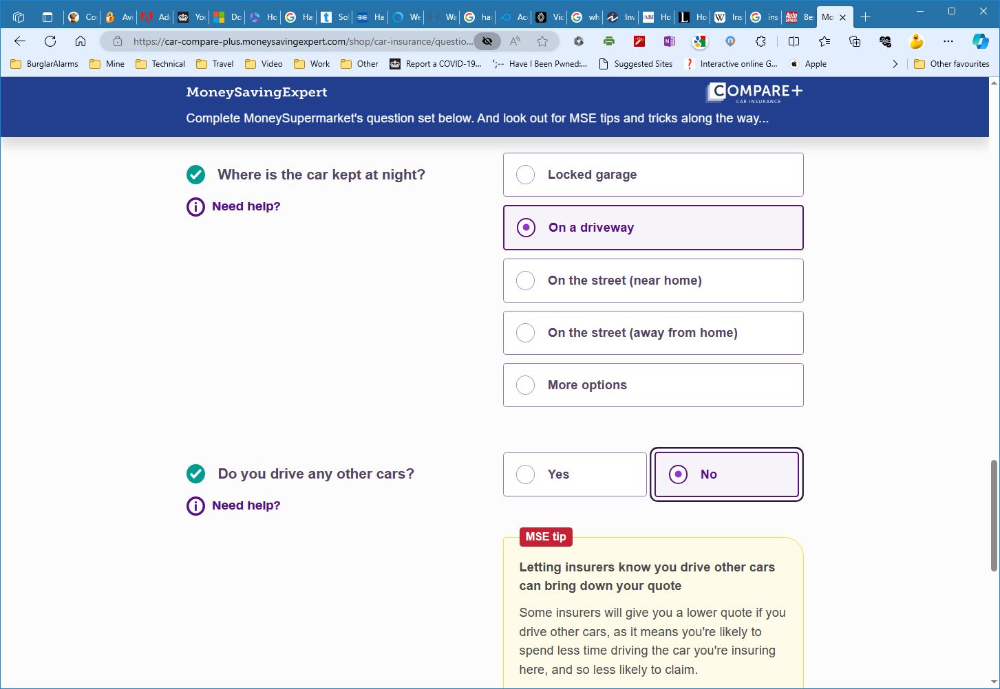 Co
Avi
Ad
You
Do
Ho
Ha
So
Ha
We
Wa
har
Acc
Vic
wh
Inv
ABI
Ho
L
Ho
W
Ins
ins
AUTO EXPRESS
Be
Mo
https://car-compare-plus.moneysavingexpert.com/shop/car-insurance/questio...
BurglarAlarms
Mine
Technical
Travel
Video
Work
Other
Report a COVID-19...
Have I Been Pwned:...
Suggested Sites
Interactive online G...
Apple
Other favourites
MoneySavingExpert
COMPARE+
CAR INSURANCE
Complete MoneySupermarket's question set below. And look out for MSE tips and tricks along the way...
Where is the car kept at night?
Need help?
Locked garage
On a driveway
On the street (near home)
On the street (away from home)
More options
Do you drive any other cars?
Need help?
Yes
No
MSE tip
Letting insurers know you drive other cars
can bring down your quote
Some insurers will give you a lower quote if you
drive other cars, as it means you're likely to
spend less time driving the car you're insuring
here, and so less likely to claim.